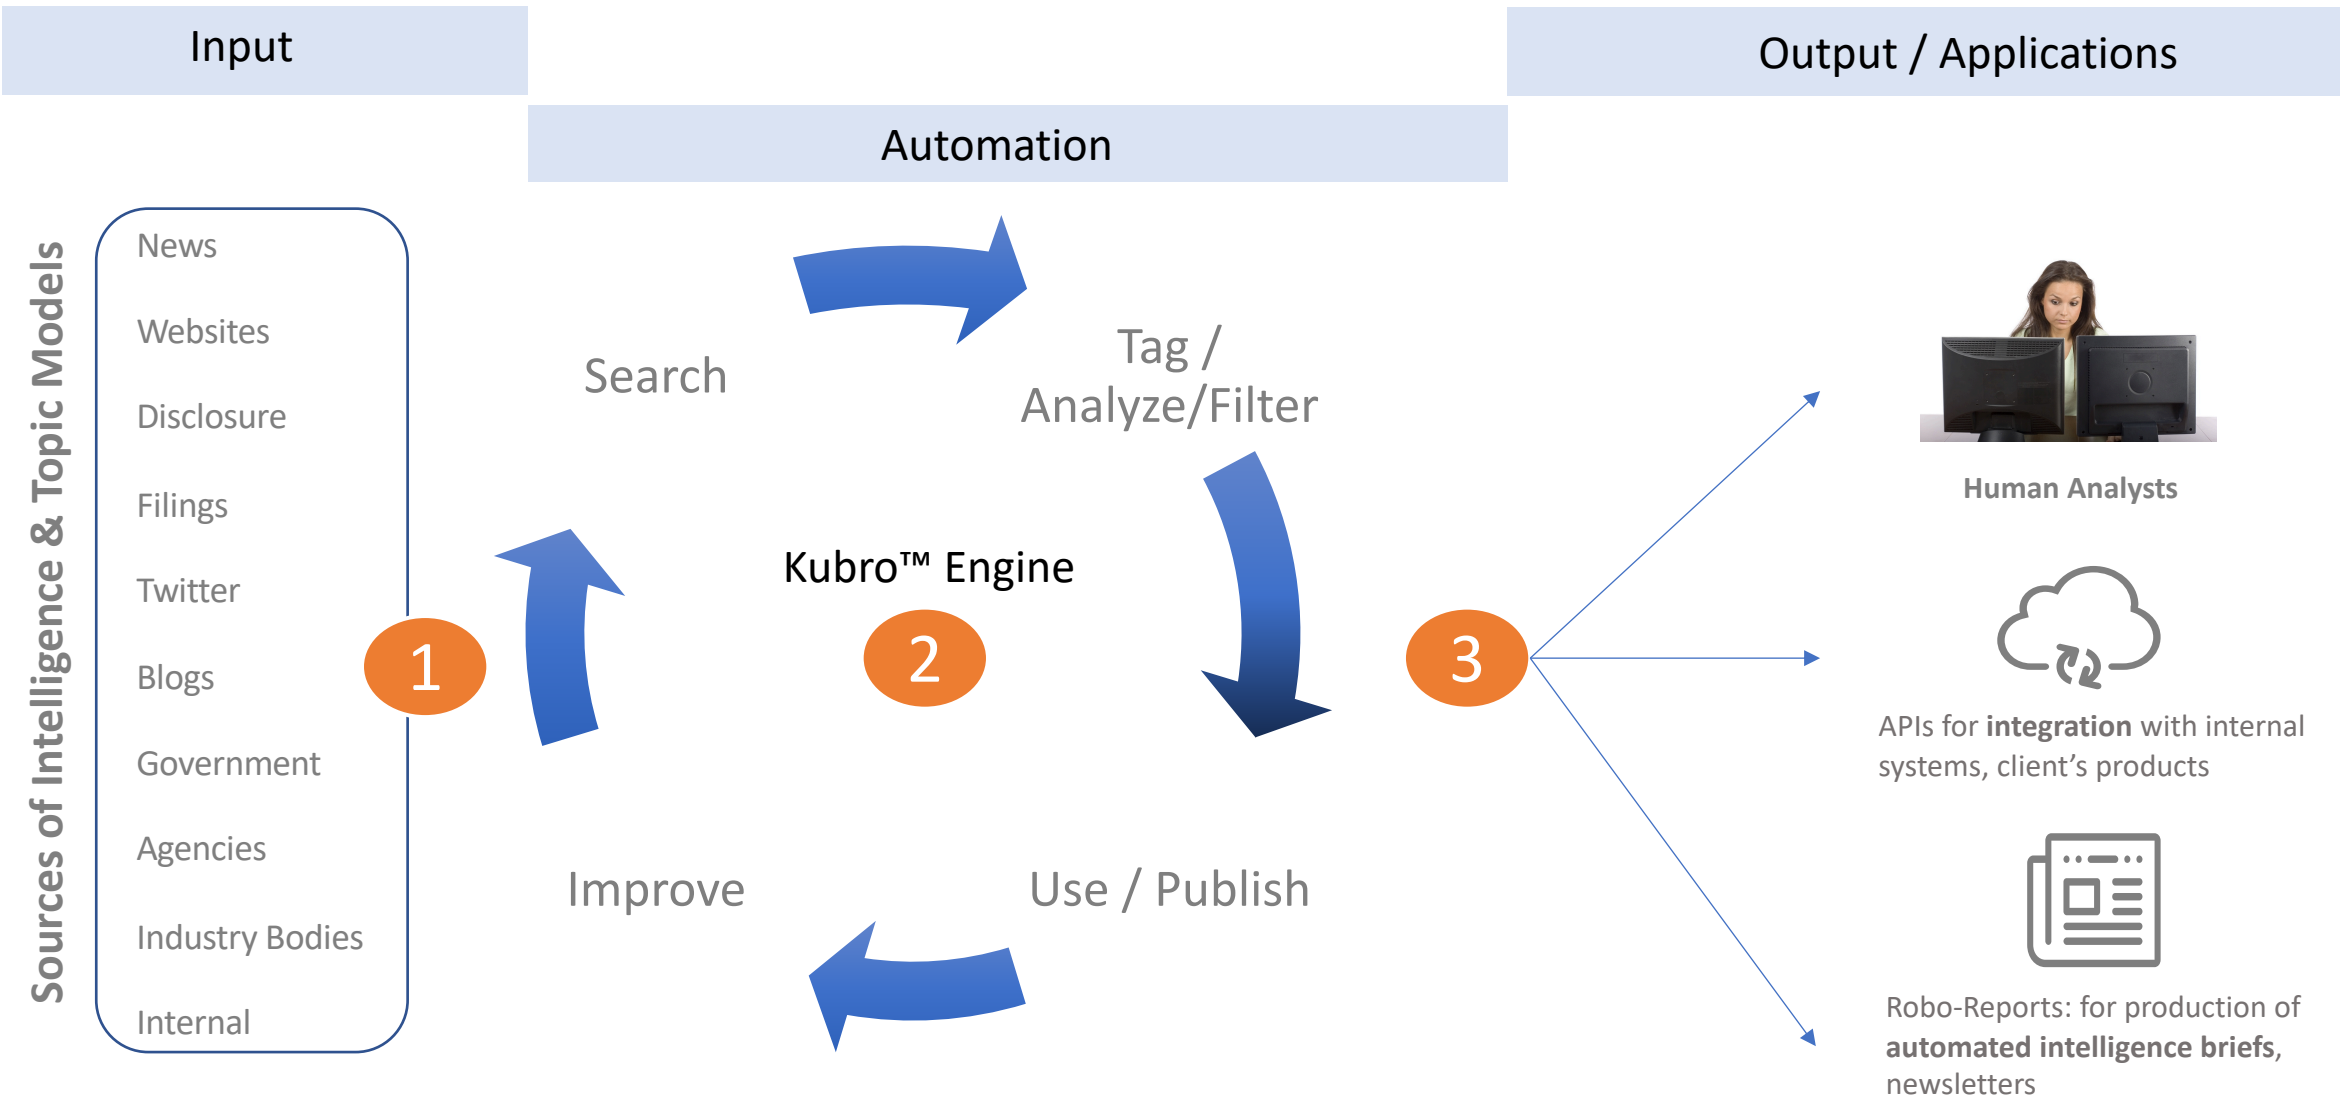 Input
Output / Applications
Automation
Sources of Intelligence & Topic Models
News
Websites
Disclosure
Filings
Twitter
Blogs
Government
Agencies
Industry Bodies
Internal
1
Search
Tag /
Analyze/Filter
Kubro™ Engine
2
Improve
Use / Publish
3
Human Analysts
APIs for integration with internal
systems, client’s products
Robo-Reports: for production of
automated intelligence briefs,
newsletters